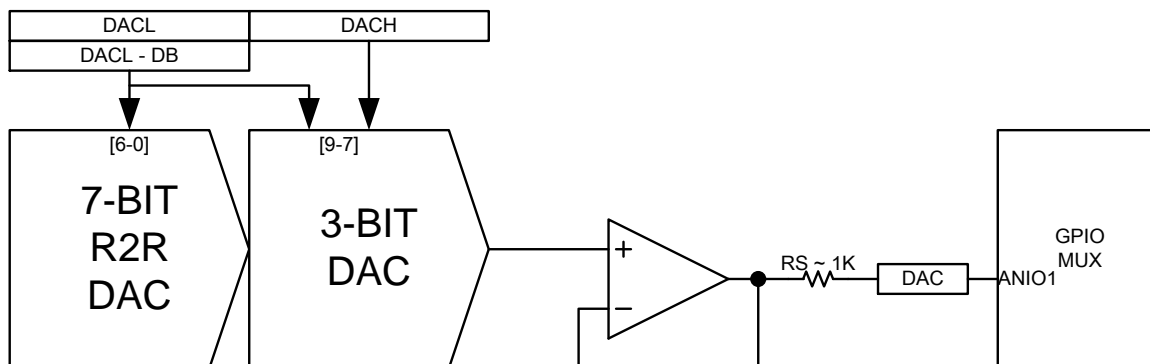 DACL
DACH
DACL - DB
[6-0]
[9-7]
7-BIT
R2R
DAC
3-BIT
DAC
+
−
RS ~ 1K
DAC
ANIO1
GPIO
MUX